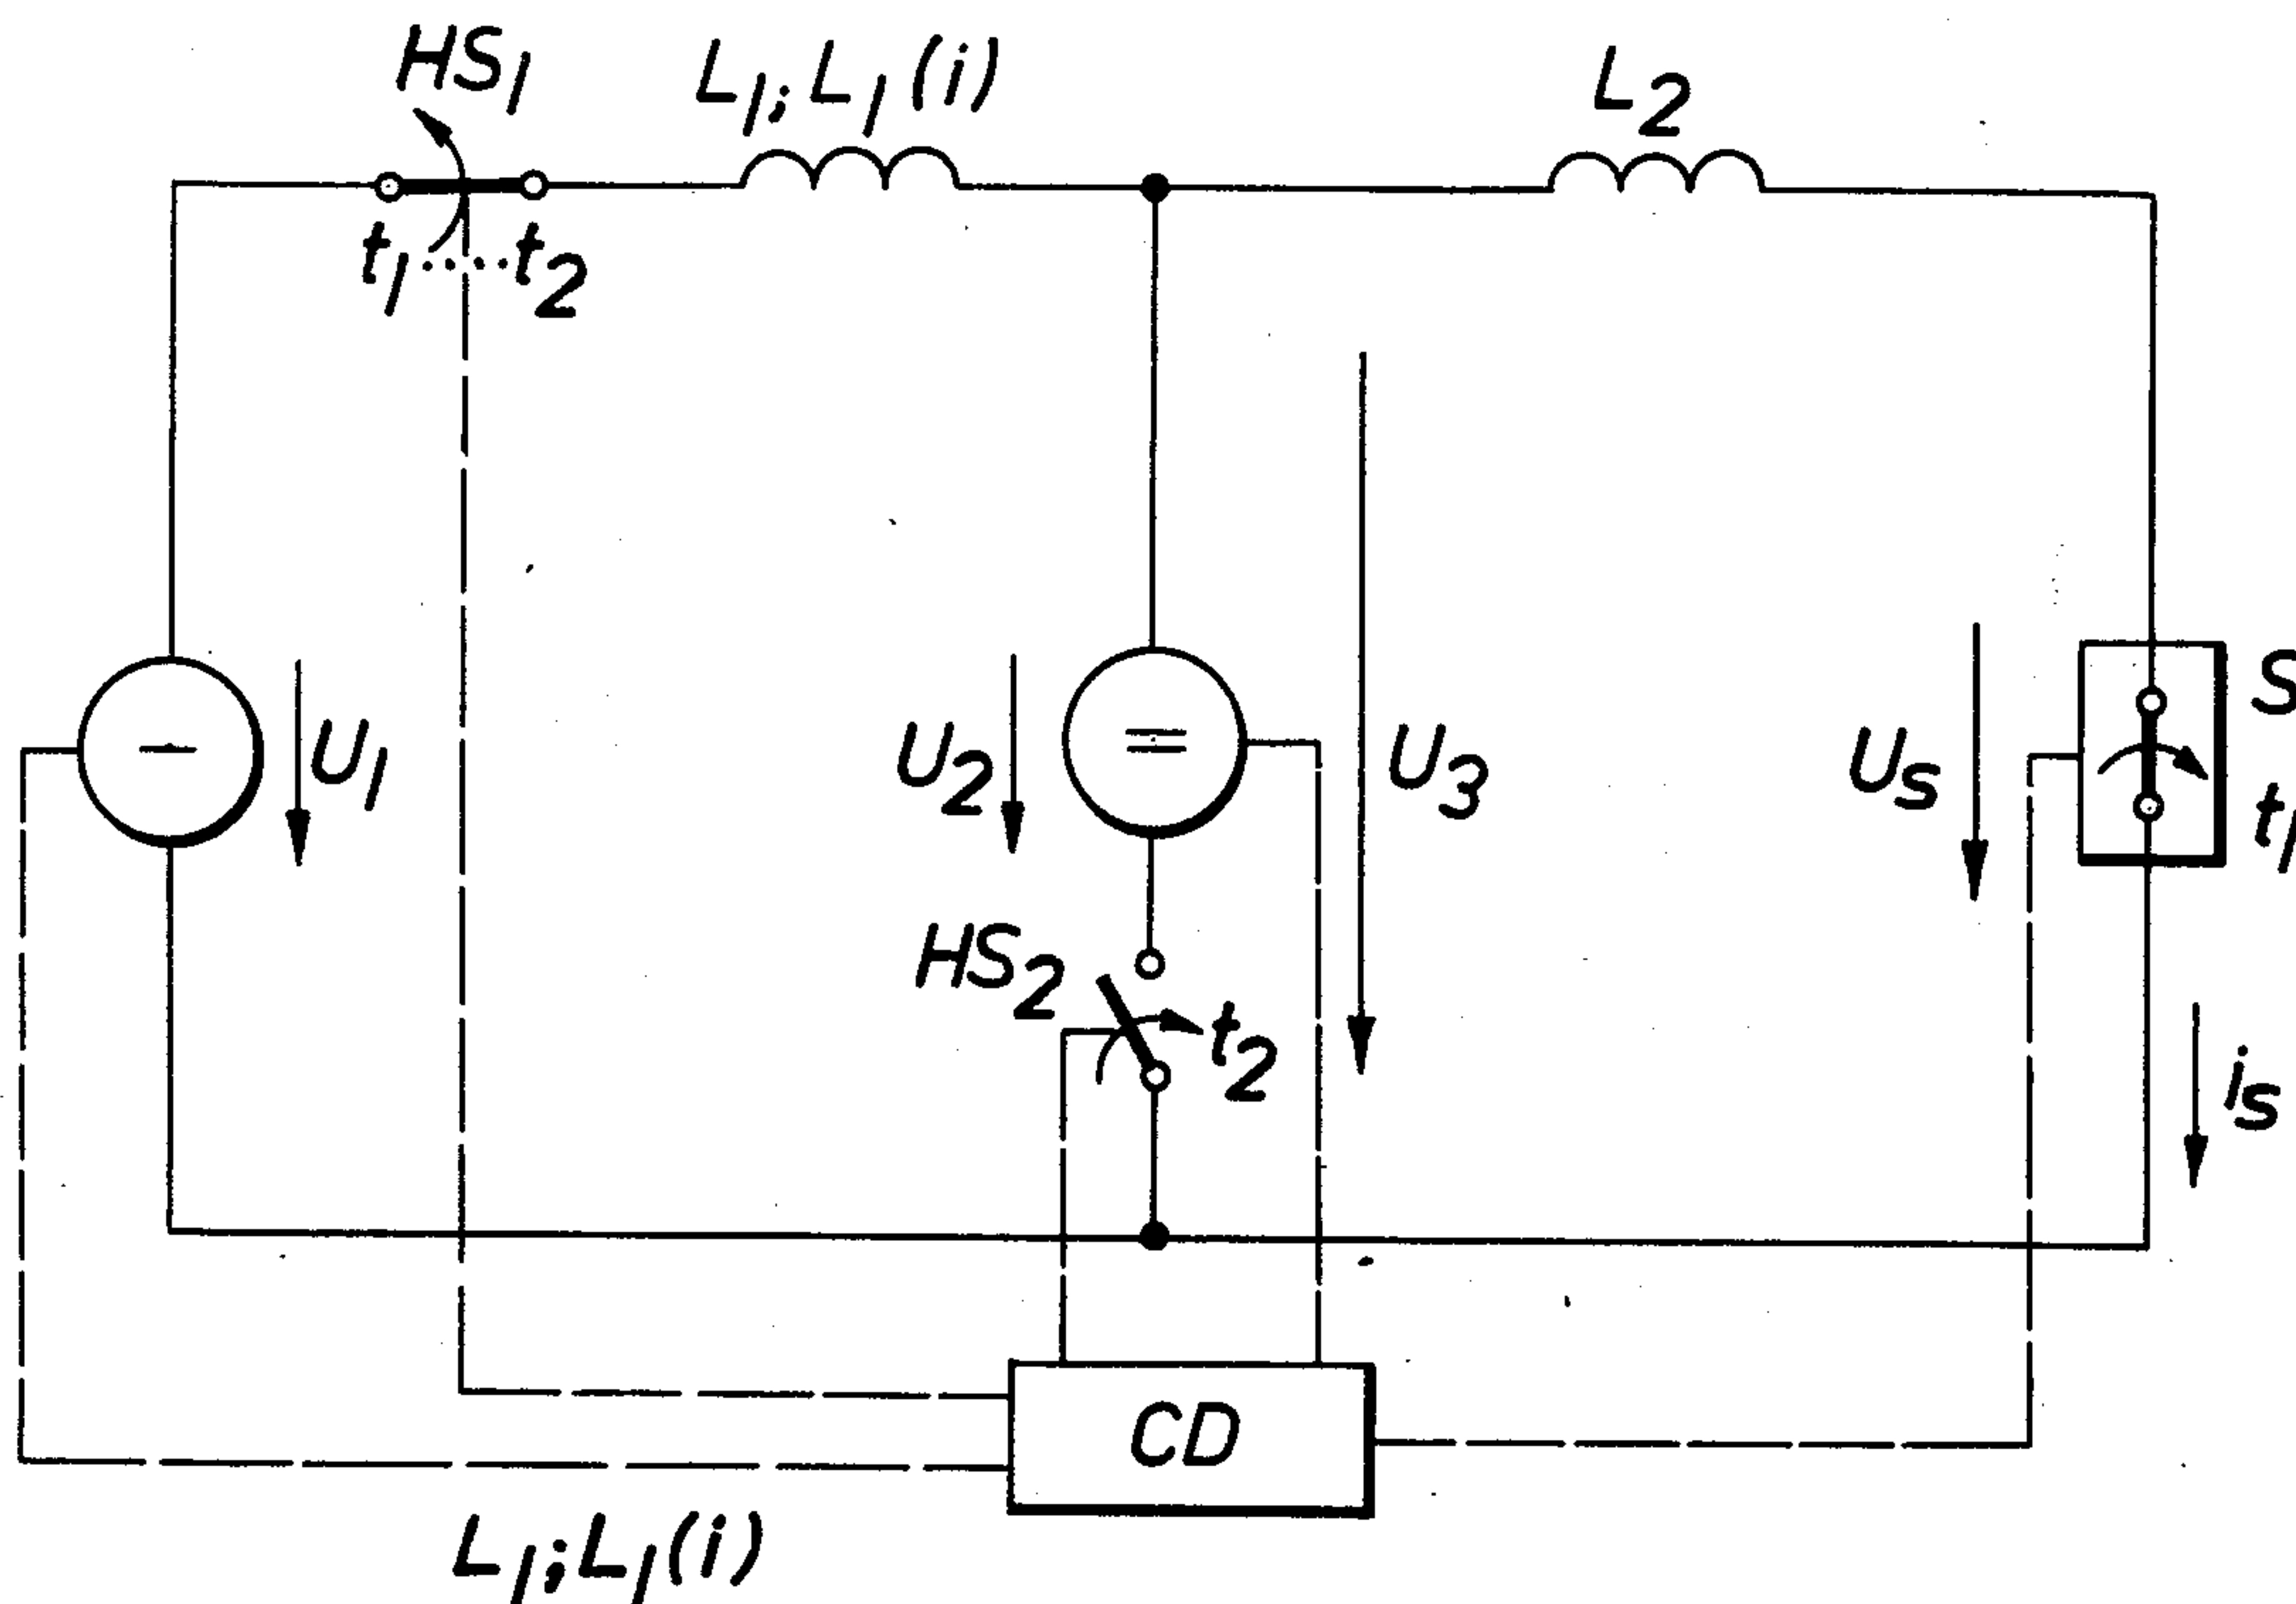 HS1
L1; L1 (i)
L2
t1 .... t2
U1
U2
U3
Us
S
t1
HS2
t2
is
CD
L1; L1 (i)